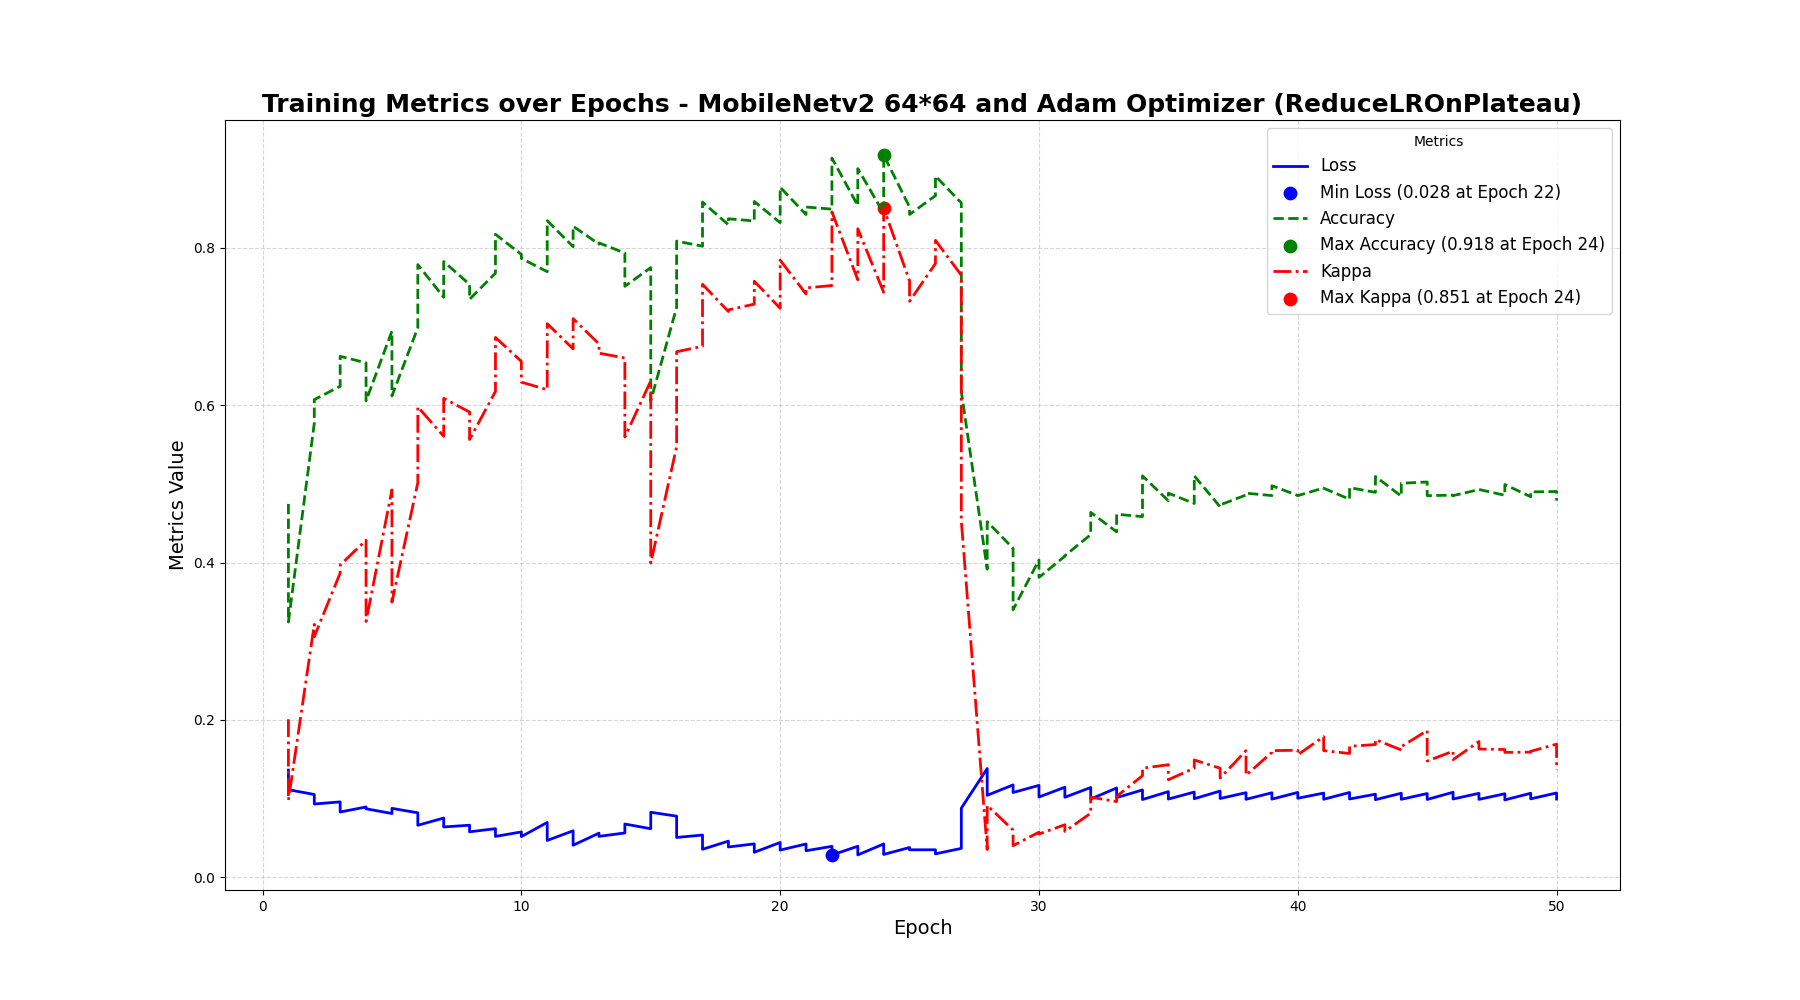 Training Metrics over Epochs - MobileNetv2 64*64 and Adam Optimizer (ReduceLROnPlateau)
Metrics
Loss
Min Loss (0.028 at Epoch 22)
Accuracy
Max Accuracy (0.918 at Epoch 24)
Kappa
Max Kappa (0.851 at Epoch 24)
Metrics Value
0.8
0.6
0.4
0.2
0.0
0 10 20 30 40 50
Epoch